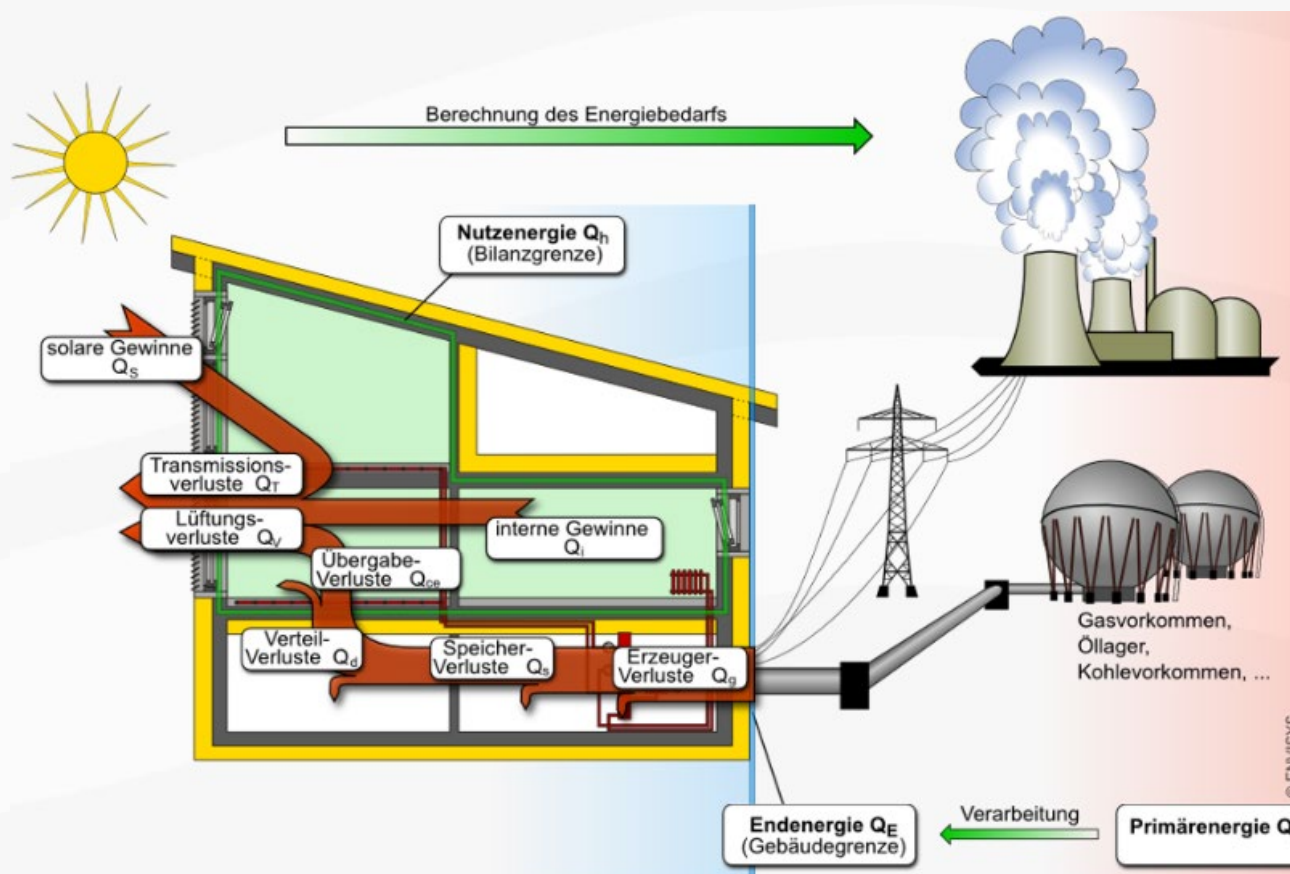 Berechnung des Energiebedarfs
Nutzenergie Qh
(Bilanzgrenze)
solare Gewinne
QS
Transmissions-
verluste QT
Lüftungs-
verluste QV
interne Gewinne
Qi
Übergabe-
Verluste Qce
Verteil-
Verluste Qd
Speicher-
Verluste Qs
Erzeuger-
Verluste Qg
Gasvorkommen,
Öllager,
Kohlevorkommen, ...
Endenergie QE
(Gebäudegrenze)
Verarbeitung
Primärenergie Q
© ENVISYS